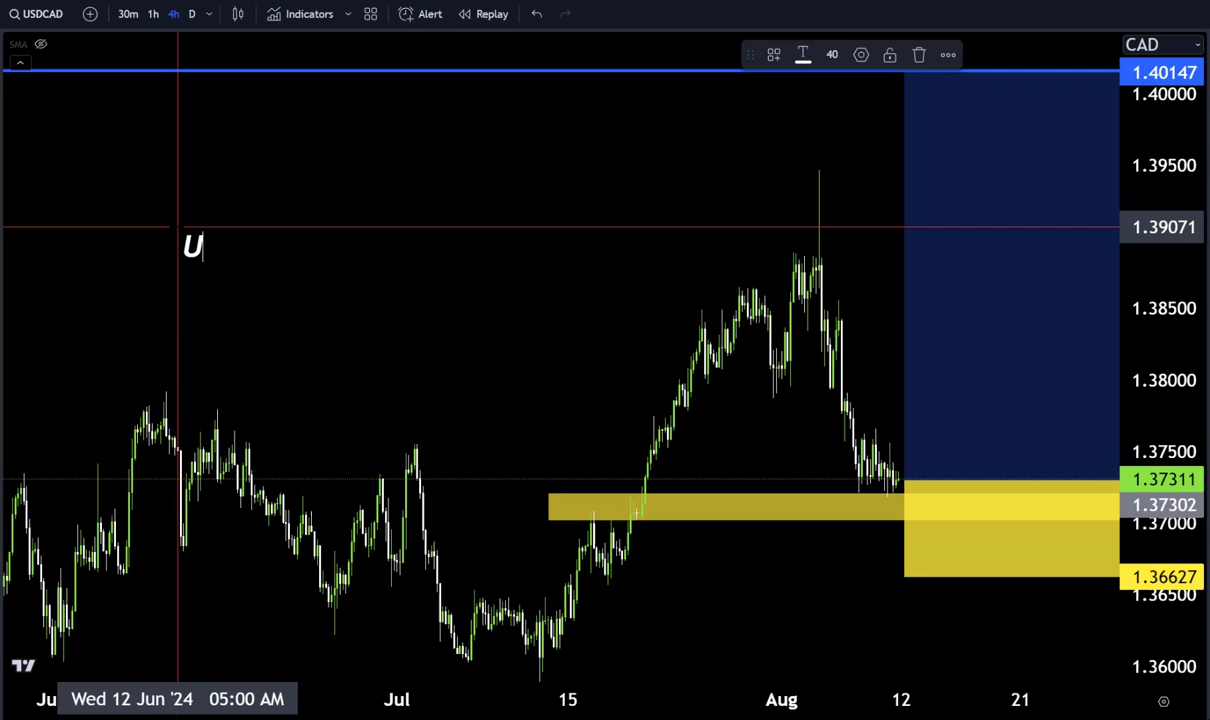 USDCAD 30m 1h 4h D Indicators Alert Replay
SMA
40
CAD
1.40147
1.40000
1.39500
1.39071
U
1.38500
1.38000
1.37500
1.37311
1.37302
1.37000
1.36627
1.36500
1.36000
Wed 12 Jun '24 05:00 AM Jul 15 Aug 12 21